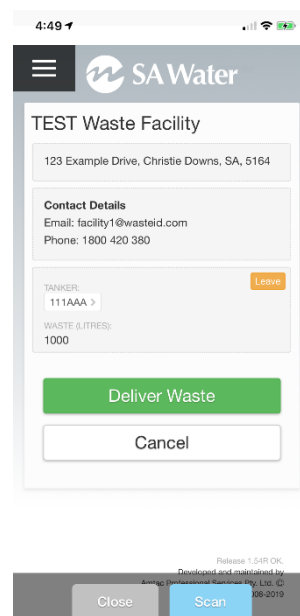 4:49
SA Water
TEST Waste Facility
123 Example Drive, Christie Downs, SA, 5164
Contact Details
Email: facility1@wasteid.com
Phone: 1800 420 380
Leave
TANKER:
111AAA >
WASTE (LITRES):
1000
Deliver Waste
Cancel
Release 1.54R OK.
Developed and maintained by
Amtac Professional Services Pty. Ltd. ©
008-2019
Close Scan